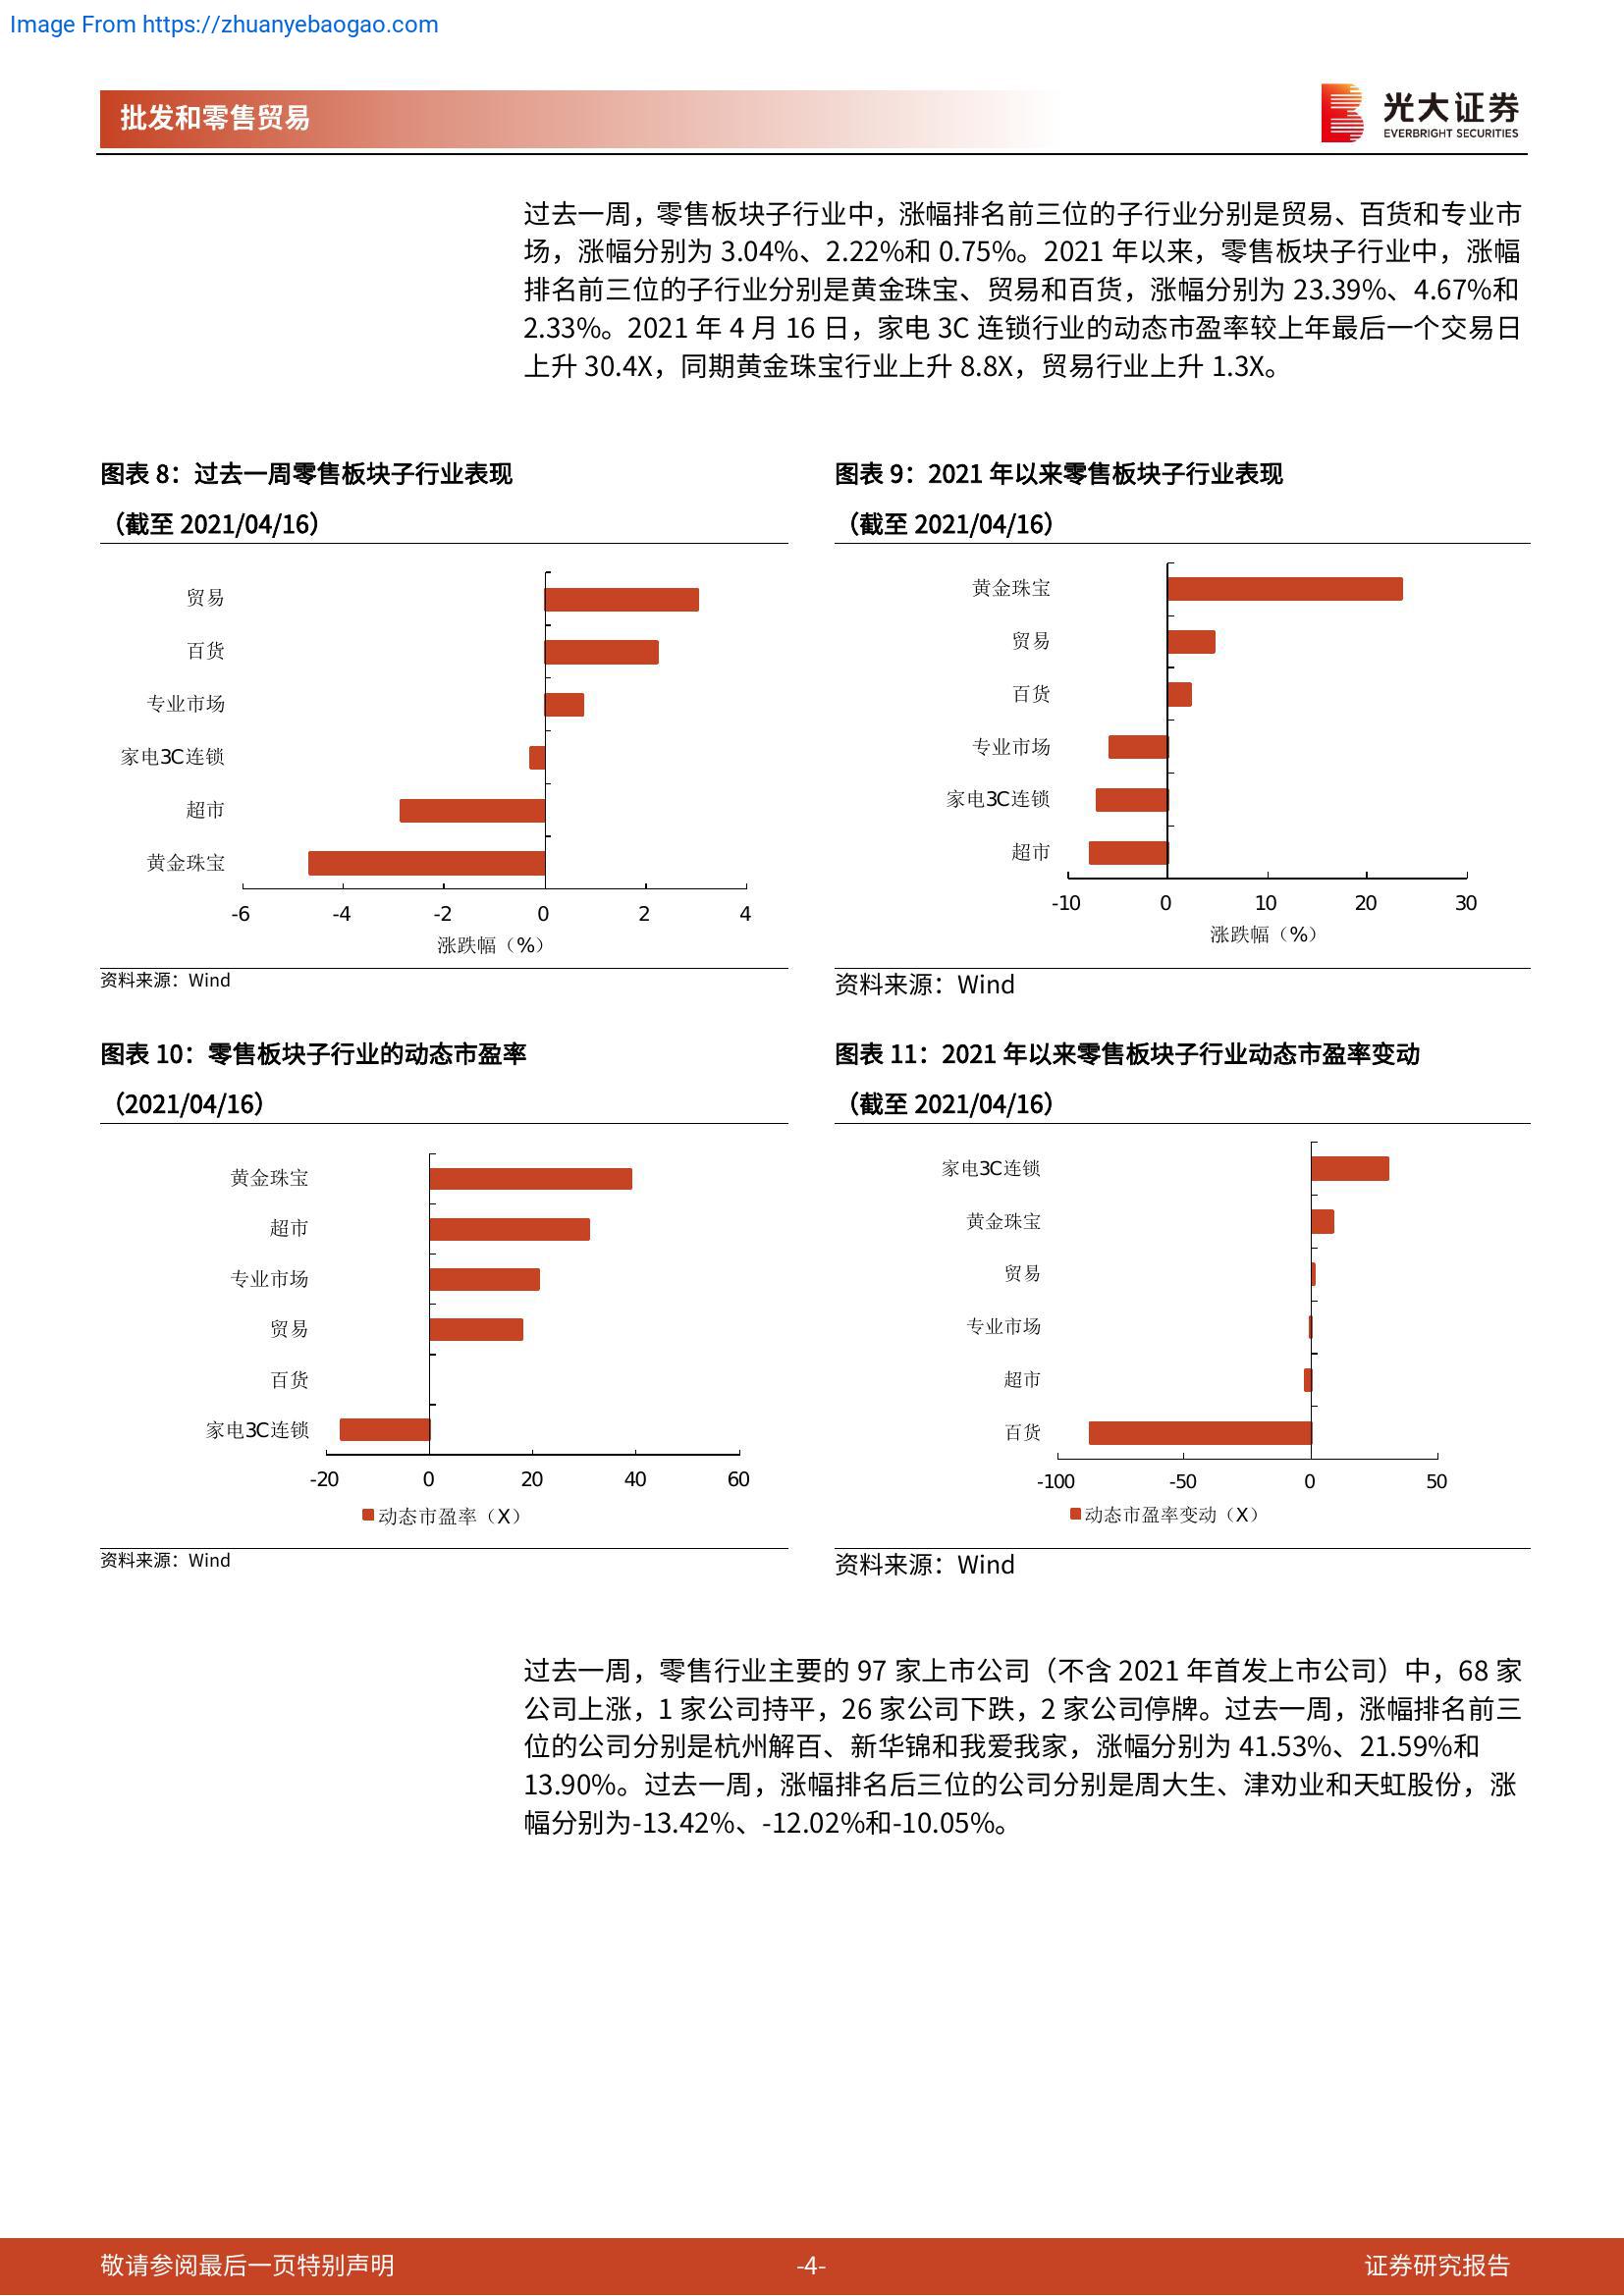 Image From https://zhuanyebaogao.com
批发和零售贸易
光大证券
EVERBRIGHT SECURITIES
过去一周，零售板块子行业中，涨幅排名前三位的子行业分别是贸易、百货和专业市
场，涨幅分别为 3.04%、2.22%和 0.75%。2021 年以来，零售板块子行业中，涨幅
排名前三位的子行业分别是黄金珠宝、贸易和百货，涨幅分别为 23.39%、4.67%和
2.33%。2021 年 4 月 16 日，家电 3C 连锁行业的动态市盈率较上年最后一个交易日
上升 30.4X，同期黄金珠宝行业上升 8.8X，贸易行业上升 1.3X。
图表 8：过去一周零售板块子行业表现
（截至 2021/04/16）
贸易
百货
专业市场
家电3C连锁
超市
黄金珠宝
-6 -4 -2 0 2 4
涨跌幅（%）
资料来源：Wind
图表 9：2021 年以来零售板块子行业表现
（截至 2021/04/16）
黄金珠宝
贸易
百货
专业市场
家电3C连锁
超市
-10 0 10 20 30
涨跌幅（%）
资料来源：Wind
图表 10：零售板块子行业的动态市盈率
（2021/04/16）
黄金珠宝
超市
专业市场
贸易
百货
家电3C连锁
-20 0 20 40 60
动态市盈率（X）
资料来源：Wind
图表 11：2021 年以来零售板块子行业动态市盈率变动
（截至 2021/04/16）
家电3C连锁
黄金珠宝
贸易
专业市场
超市
百货
-100 -50 0 50
动态市盈率变动（X）
资料来源：Wind
过去一周，零售行业主要的 97 家上市公司（不含 2021 年首发上市公司）中，68 家
公司上涨，1 家公司持平，26 家公司下跌，2 家公司停牌。过去一周，涨幅排名前三
位的公司分别是杭州解百、新华锦和我爱我家，涨幅分别为 41.53%、21.59%和
13.90%。过去一周，涨幅排名后三位的公司分别是周大生、津劝业和天虹股份，涨
幅分别为-13.42%、-12.02%和-10.05%。
敬请参阅最后一页特别声明
-4-
证券研究报告